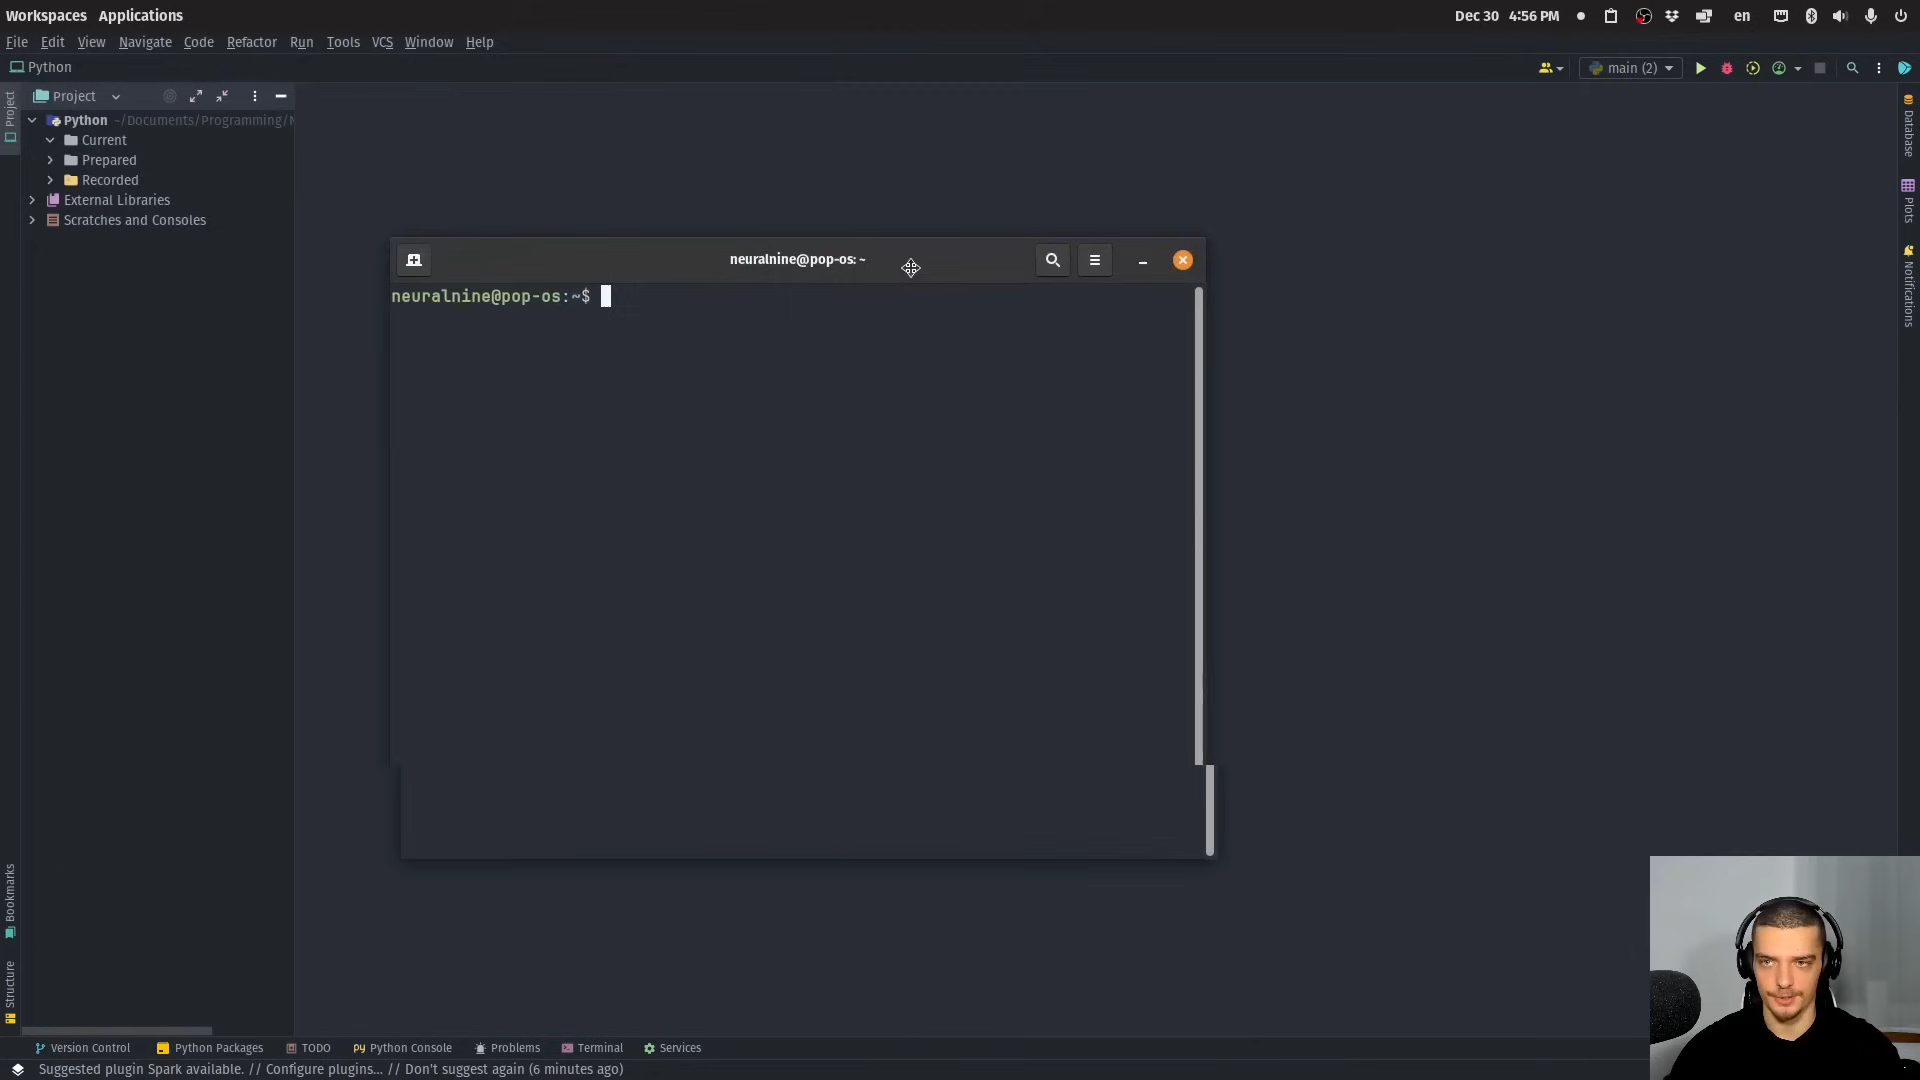 Workspaces Applications
Dec 30 4:56 PM
en
File Edit View Navigate Code Refactor Run Tools VCS Window Help
Python
main (2)
Project
Project
Python ~/Documents/Programming/
Current
Prepared
Recorded
External Libraries
Scratches and Consoles
Database
Plots
Notifications
neuralnine@pop-os: ~
neuralnine@pop-os:~$
Bookmarks
Structure
Version Control Python Packages TODO Python Console Problems Terminal Services
Suggested plugin Spark available. // Configure plugins... // Don't suggest again (6 minutes ago)